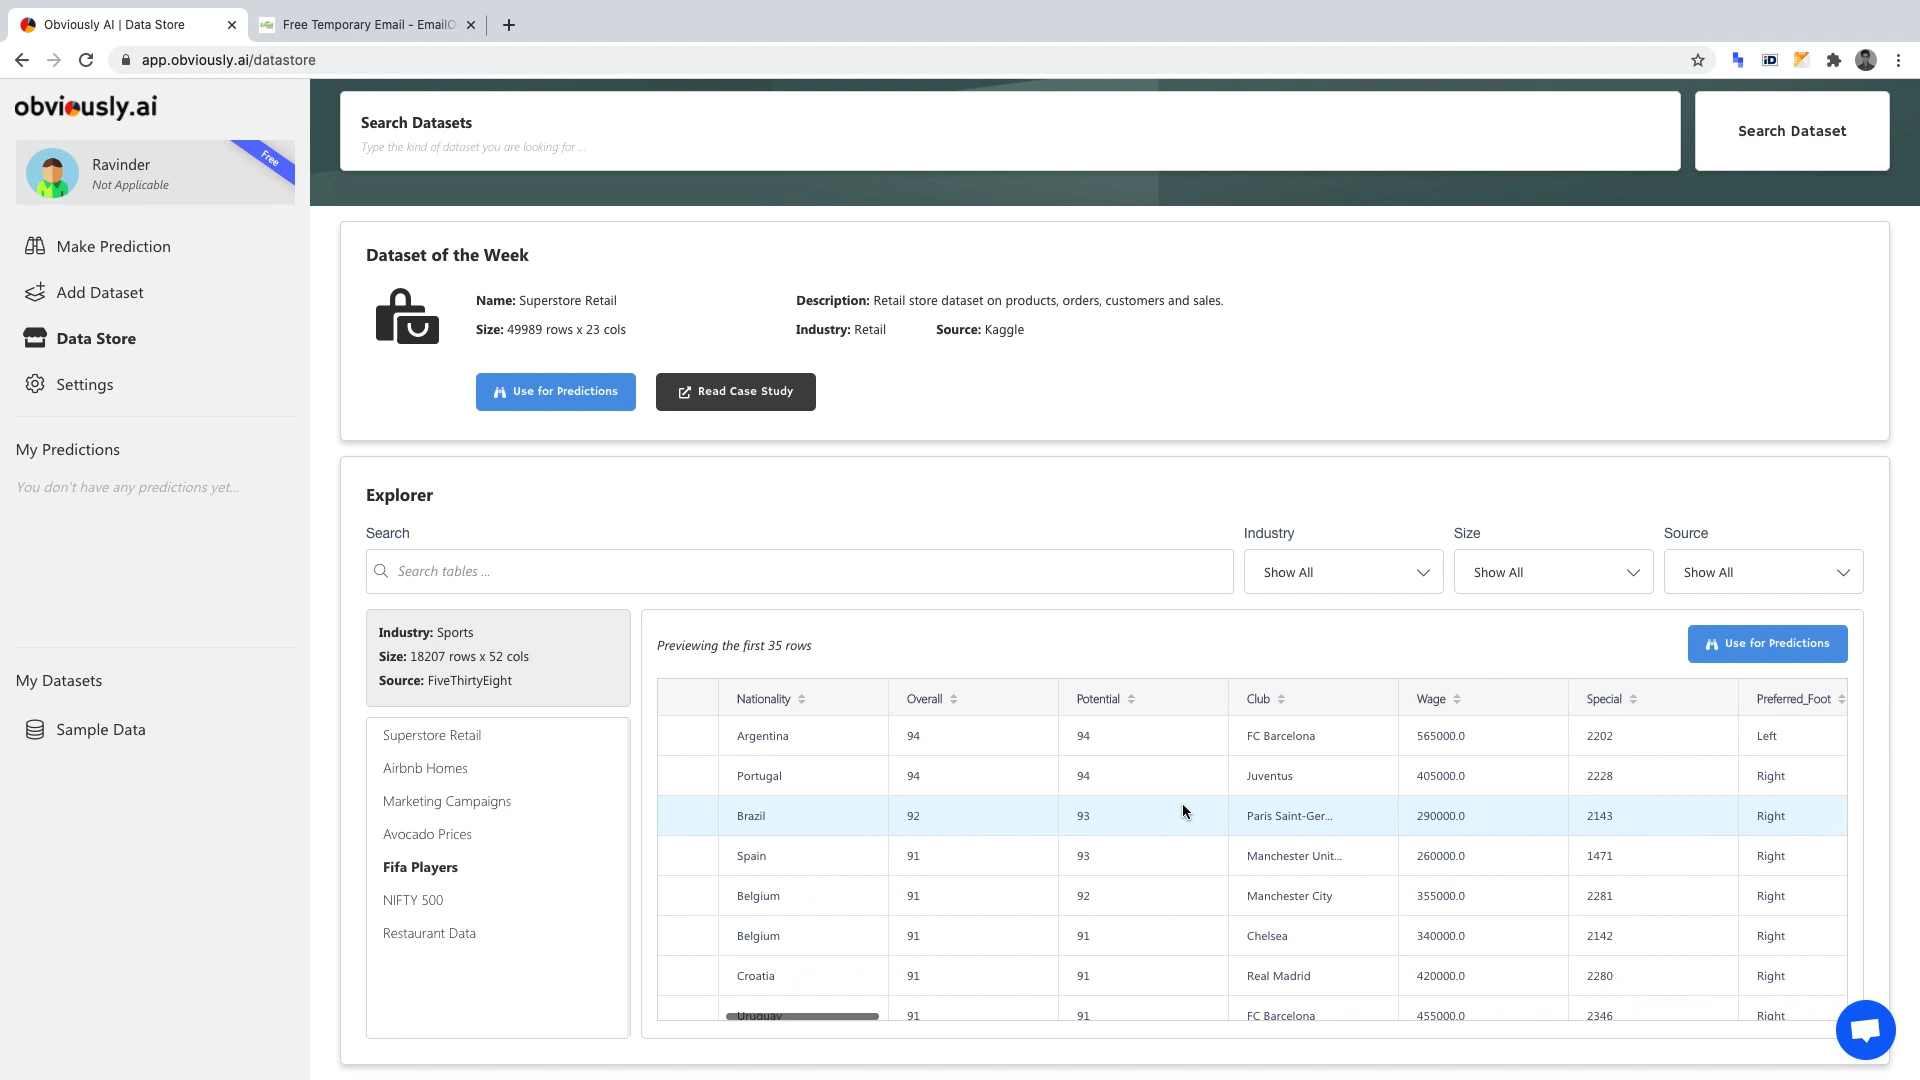 Obviously AI | Data Store
Free Temporary Email - EmailO
app.obviously.ai/datastore
obviously.ai
Ravinder
Not Applicable
Free
Make Prediction
Add Dataset
Data Store
Settings
My Predictions
You don't have any predictions yet...
My Datasets
Sample Data
Search Datasets
Type the kind of dataset you are looking for ...
Search Dataset
Dataset of the Week
Name: Superstore Retail
Description: Retail store dataset on products, orders, customers and sales.
Size: 49989 rows x 23 cols
Industry: Retail Source: Kaggle
Use for Predictions
Read Case Study
Explorer
Search Industry Size Source
Search tables ... Show All Show All Show All
Industry: Sports
Size: 18207 rows x 52 cols
Source: FiveThirtyEight
Superstore Retail
Airbnb Homes
Marketing Campaigns
Avocado Prices
Fifa Players
NIFTY 500
Restaurant Data
Previewing the first 35 rows
Use for Predictions
Nationality Overall Potential Club Wage Special Preferred_Foot
Argentina 94 94 FC Barcelona 565000.0 2202 Left
Portugal 94 94 Juventus 405000.0 2228 Right
Brazil 92 93 Paris Saint-Ger... 290000.0 2143 Right
Spain 91 93 Manchester Unit... 260000.0 1471 Right
Belgium 91 92 Manchester City 355000.0 2281 Right
Belgium 91 91 Chelsea 340000.0 2142 Right
Croatia 91 91 Real Madrid 420000.0 2280 Right
Uruguay 91 91 FC Barcelona 455000.0 2346 Right